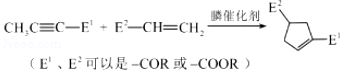 CH₃C≡C—E¹ + E²—CH=CH₂ 膦催化剂 E² E¹
（E¹、E² 可以是 —COR 或 —COOR）